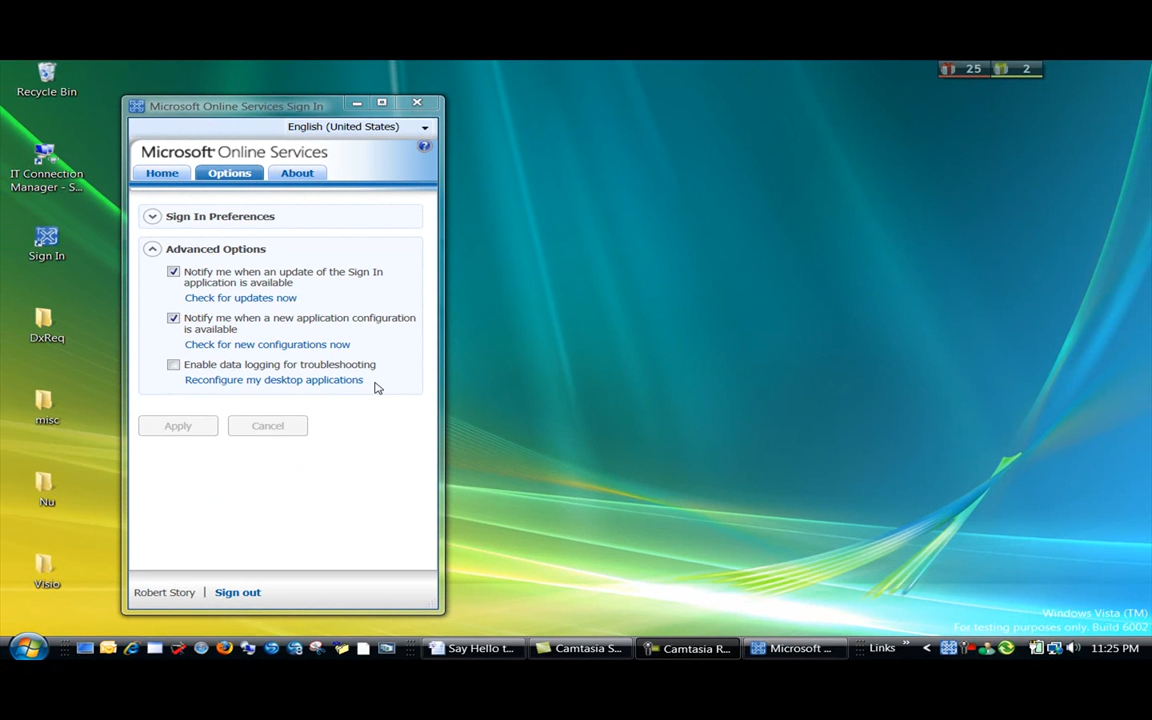 25 2
Recycle Bin
IT Connection
Manager - S...
Sign In
DxReq
misc
Nu
Visio
Microsoft Online Services Sign In
English (United States)
Microsoft Online Services
Home Options About
Sign In Preferences
Advanced Options
Notify me when an update of the Sign In
application is available
Check for updates now
Notify me when a new application configuration
is available
Check for new configurations now
Enable data logging for troubleshooting
Reconfigure my desktop applications
Apply Cancel
Robert Story | Sign out
Windows Vista (TM)
For testing purposes only. Build 6002
Say Hello t... Camtasia S... Camtasia R... Microsoft ... Links » 11:25 PM